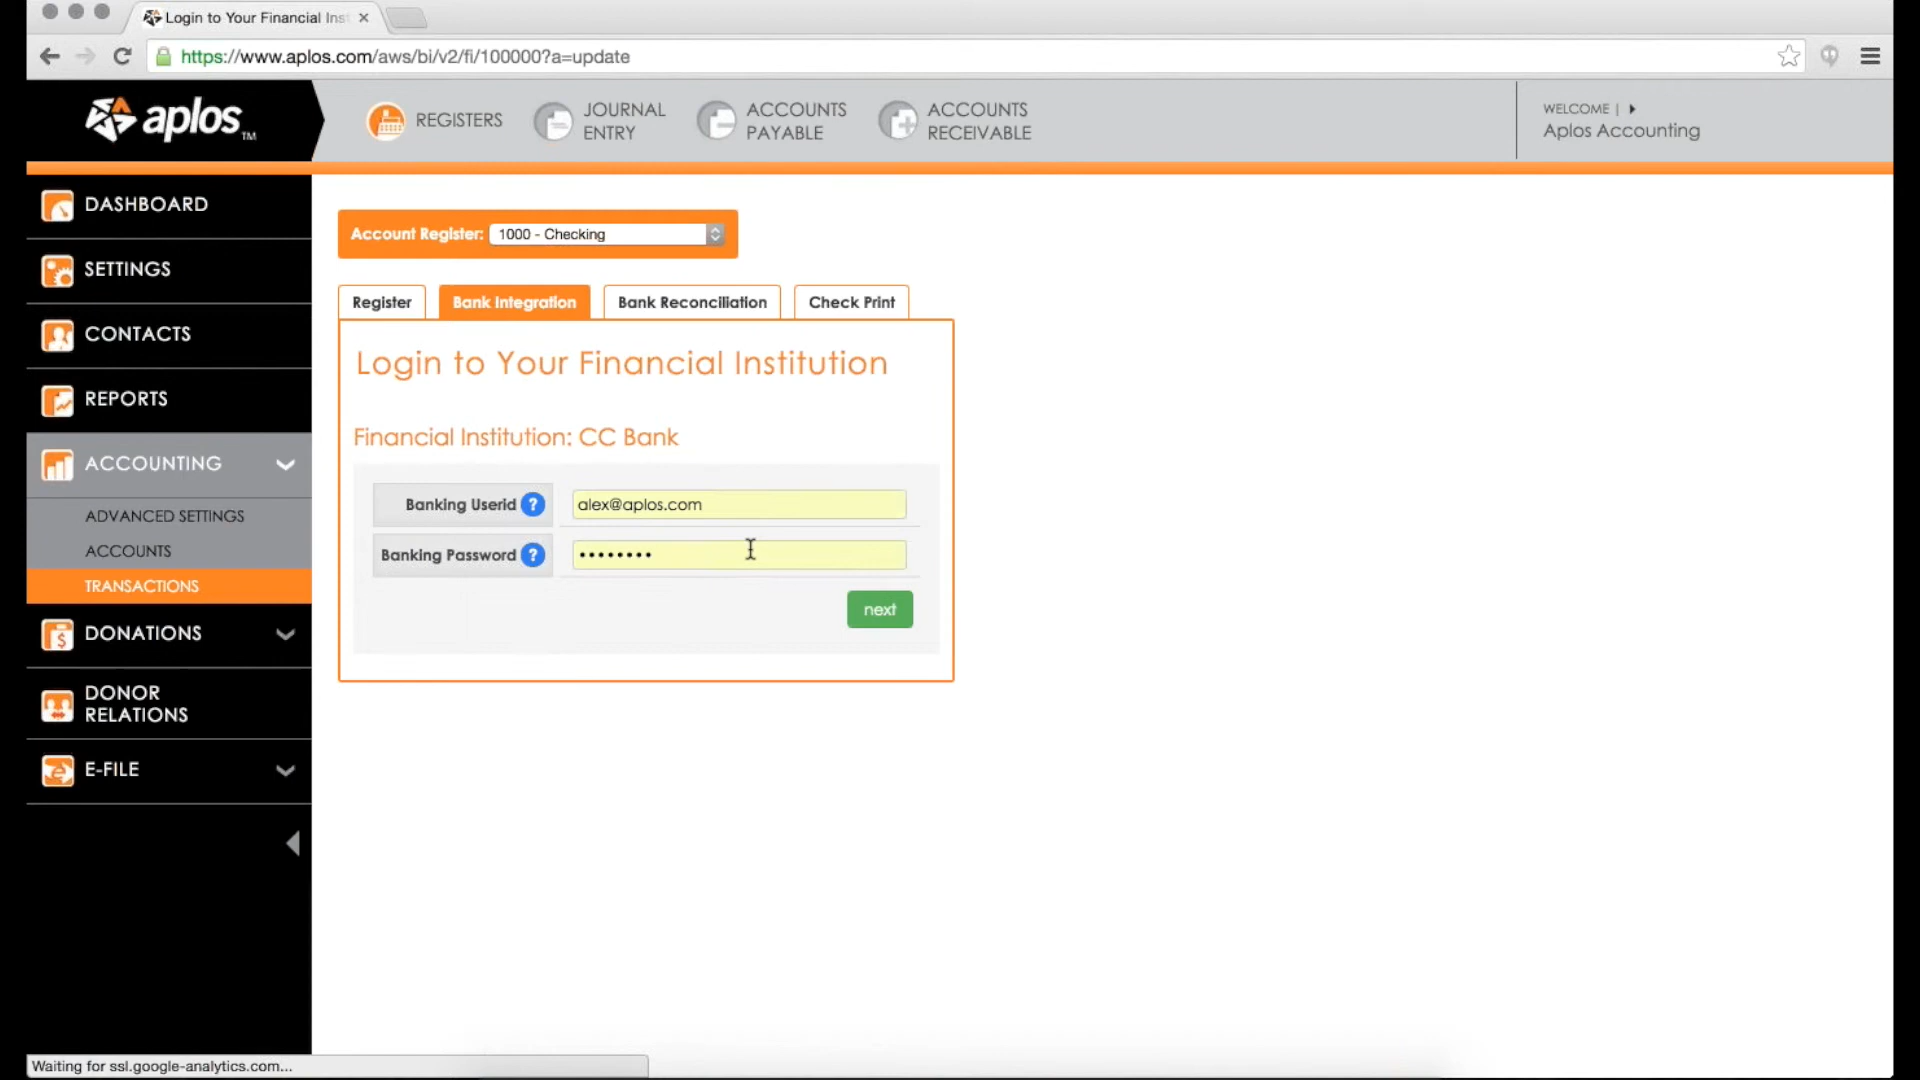 Login to Your Financial Inst
https://www.aplos.com/aws/bi/v2/fi/100000?a=update
aplos TM
REGISTERS
JOURNAL
ENTRY
ACCOUNTS
PAYABLE
ACCOUNTS
RECEIVABLE
WELCOME |
Aplos Accounting
DASHBOARD
SETTINGS
CONTACTS
REPORTS
ACCOUNTING
ADVANCED SETTINGS
ACCOUNTS
TRANSACTIONS
DONATIONS
DONOR
RELATIONS
E-FILE
Account Register: 1000 - Checking
Register
Bank Integration
Bank Reconciliation
Check Print
Login to Your Financial Institution
Financial Institution: CC Bank
Banking Userid ? alex@aplos.com
Banking Password ? ••••••••
next
Waiting for ssl.google-analytics.com...